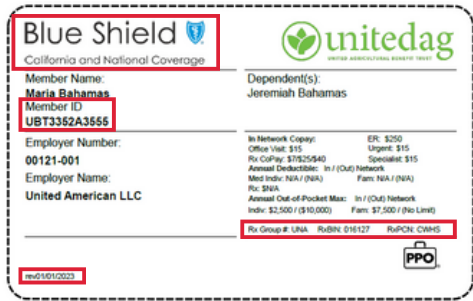 Blue Shield
California and National Coverage
unitedag
UNITED AGRICULTURAL BENEFIT TRUST
Member Name:
Maria Bahamas
Member ID
UBT3352A3555
Dependent(s):
Jeremiah Bahamas
Employer Number:
00121-001
Employer Name:
United American LLC
In Network Copay: ER: $250
Office Visit: $15 Urgent: $15
Rx CoPay: $7/$25/$40 Specialist: $15
Annual Deductible: In / (Out) Network
Med Indiv: N/A / (N/A) Fam: N/A / (N/A)
Rx: $N/A
Annual Out-of-Pocket Max: In / (Out) Network
Indiv: $2,500 / ($10,000) Fam: $7,500 / (No Limit)
Rx Group #: UNA RxBIN: 016127 RxPCN: CWHS
PPO
rev01/01/2023